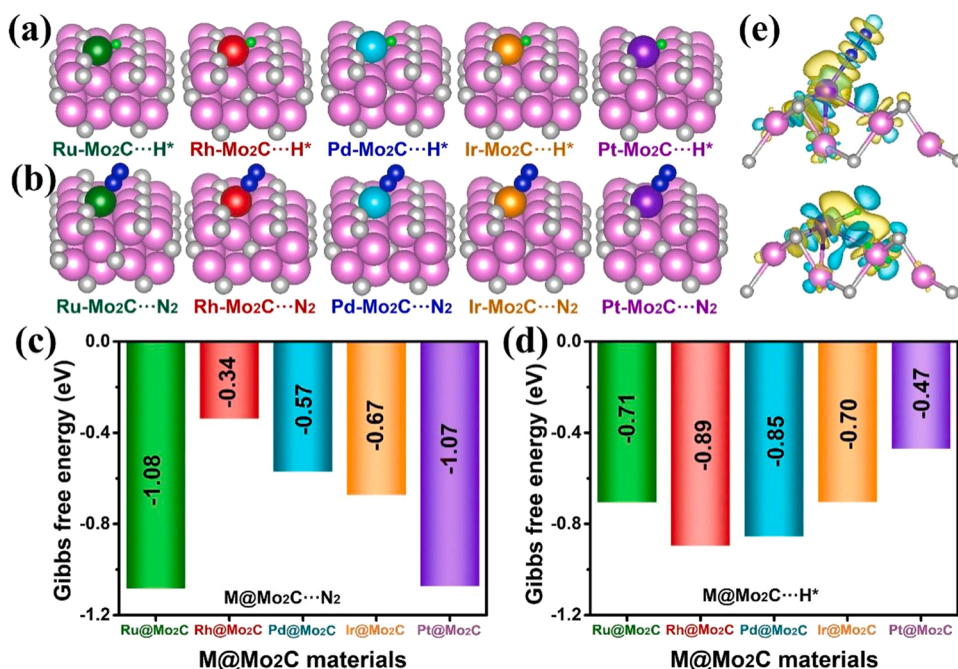 (a)
Ru-Mo₂C···H* Rh-Mo₂C···H* Pd-Mo₂C···H* Ir-Mo₂C···H* Pt-Mo₂C···H*
(b)
Ru-Mo₂C···N₂ Rh-Mo₂C···N₂ Pd-Mo₂C···N₂ Ir-Mo₂C···N₂ Pt-Mo₂C···N₂
(e)
(c)
Gibbs free energy (eV)
0.0
-0.4
-0.8
-1.2
-1.08
-0.34
-0.57
-0.67
-1.07
M@Mo₂C···N₂
Ru@Mo₂C Rh@Mo₂C Pd@Mo₂C Ir@Mo₂C Pt@Mo₂C
M@Mo₂C materials
(d)
Gibbs free energy (eV)
0.0
-0.4
-0.8
-1.2
-0.71
-0.89
-0.85
-0.70
-0.47
M@Mo₂C···H*
Ru@Mo₂C Rh@Mo₂C Pd@Mo₂C Ir@Mo₂C Pt@Mo₂C
M@Mo₂C materials